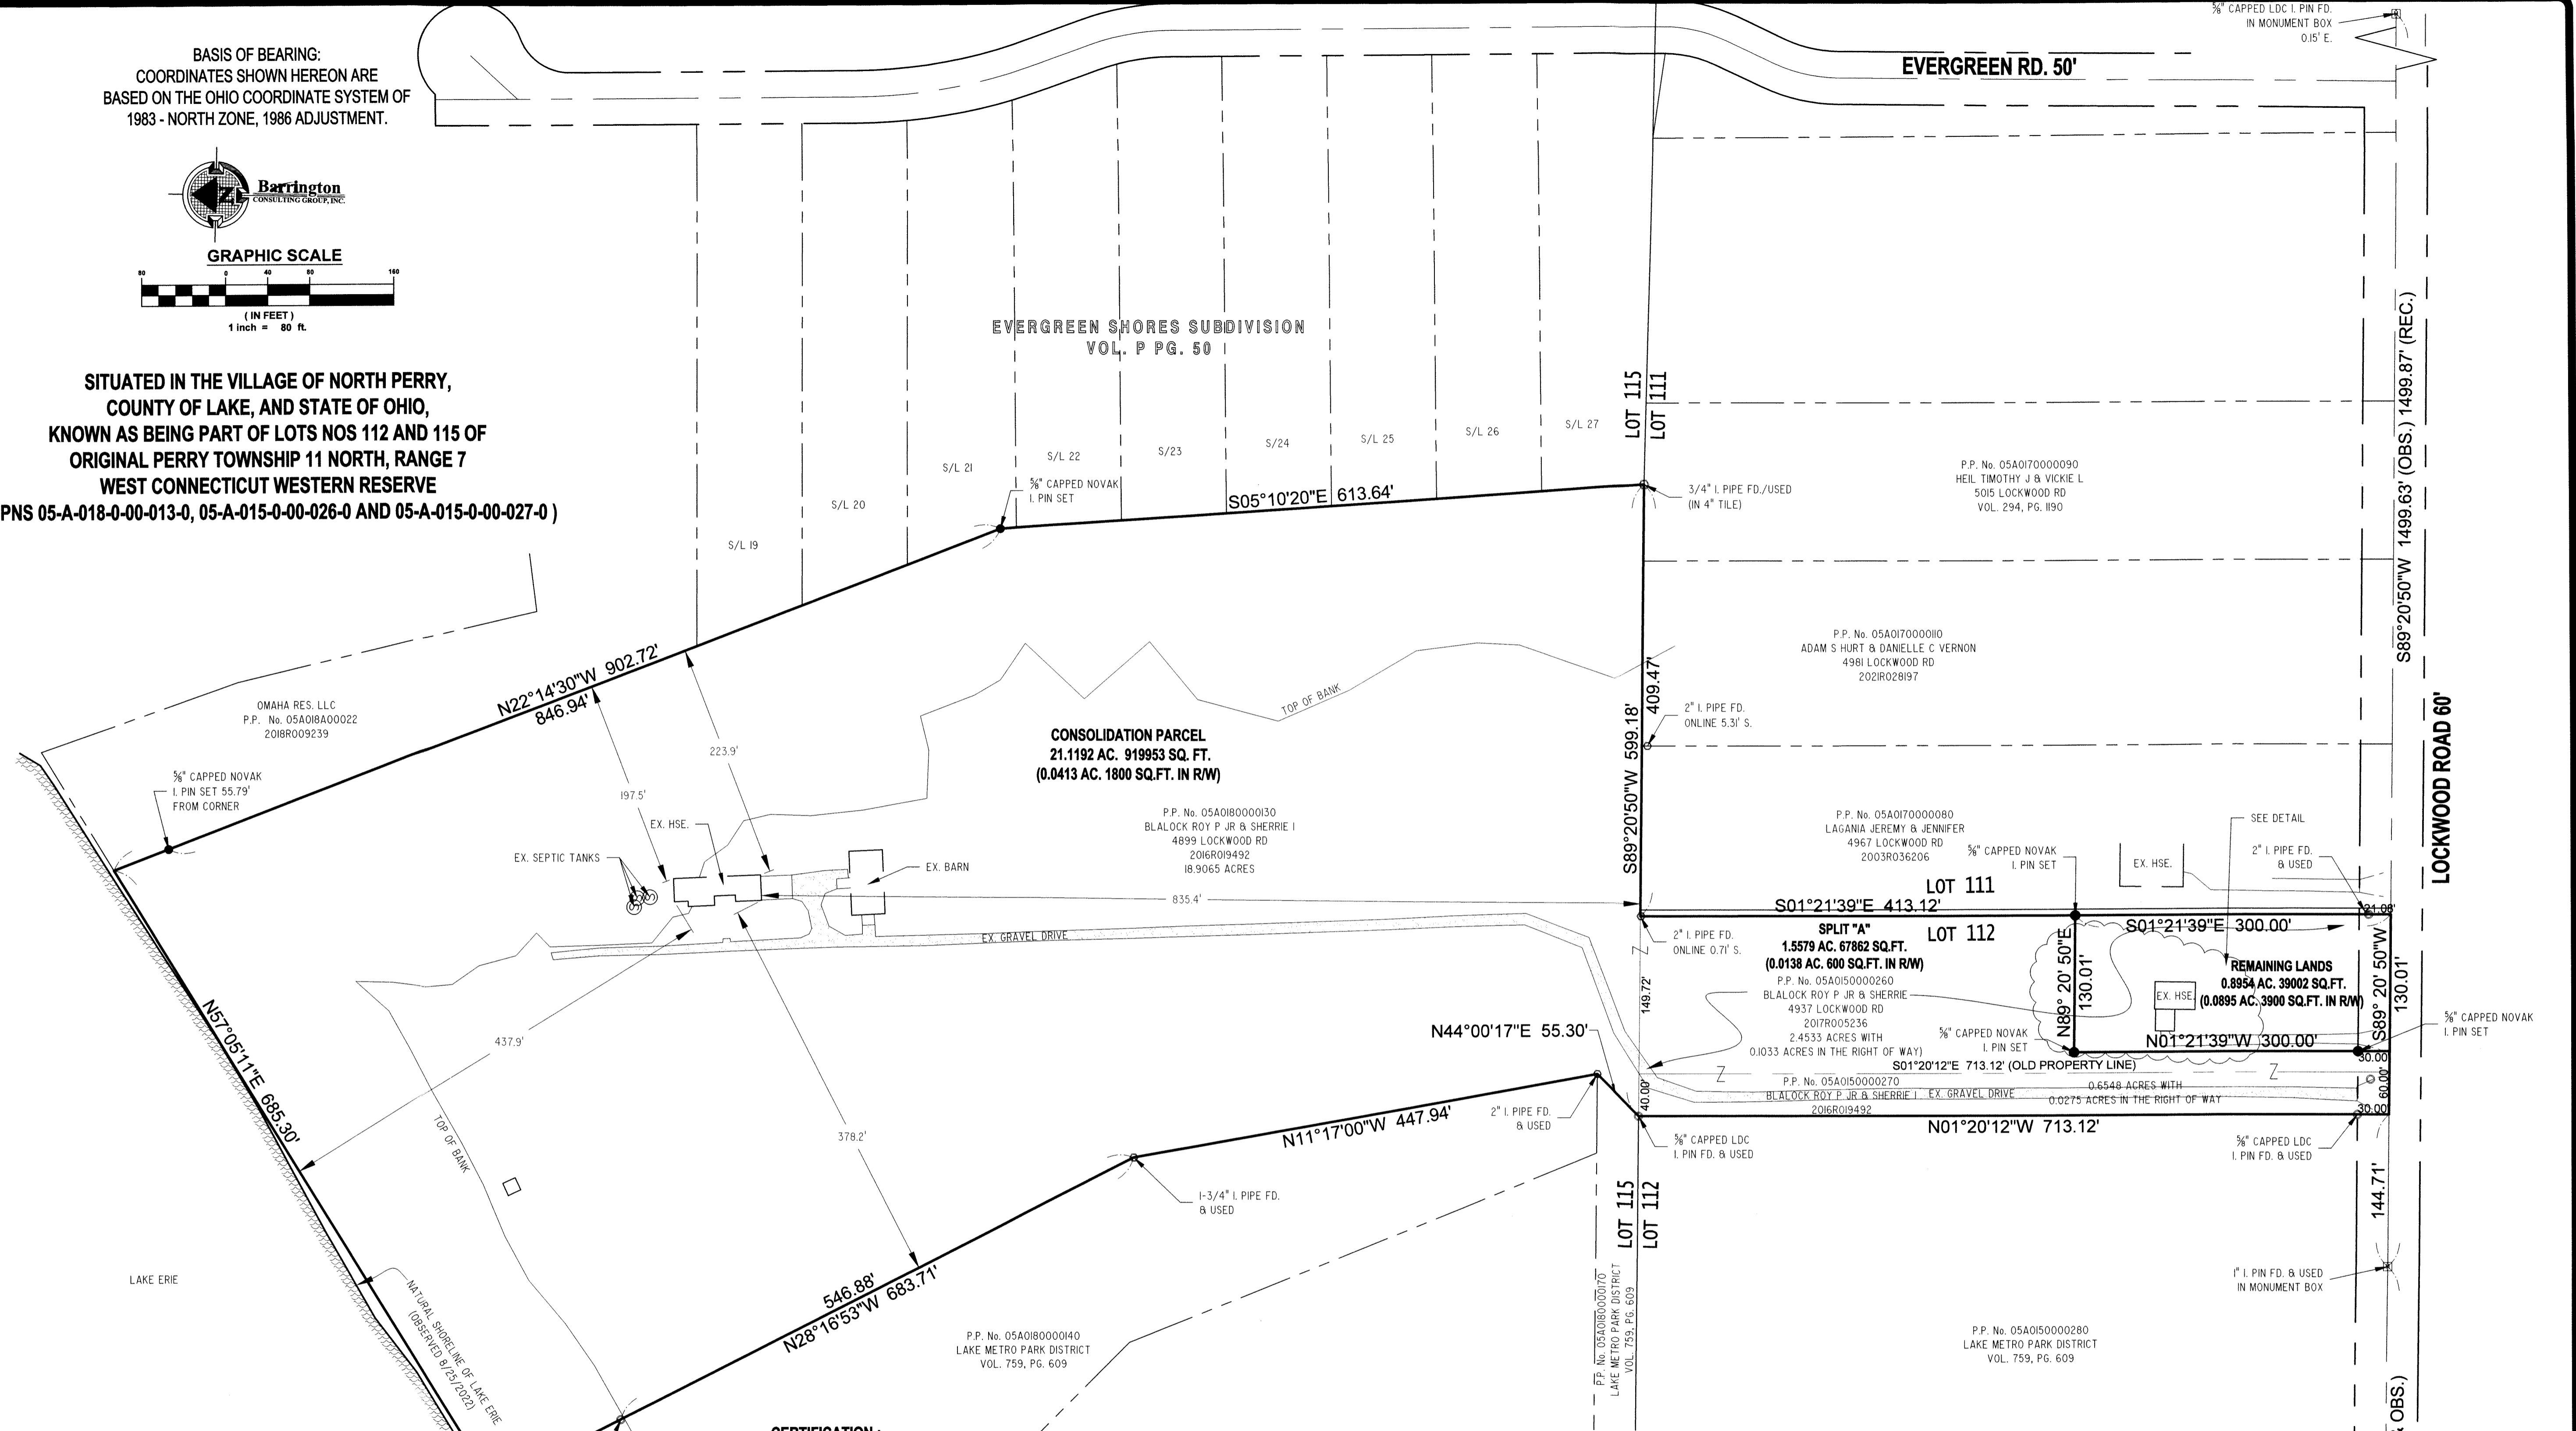 BASIS OF BEARING:
COORDINATES SHOWN HEREON ARE
BASED ON THE OHIO COORDINATE SYSTEM OF
1983 - NORTH ZONE, 1986 ADJUSTMENT.
Z
Barrington
CONSULTING GROUP, INC.
GRAPHIC SCALE
80 0 40 80 160
( IN FEET )
1 inch = 80 ft.
SITUATED IN THE VILLAGE OF NORTH PERRY,
COUNTY OF LAKE, AND STATE OF OHIO,
KNOWN AS BEING PART OF LOTS NOS 112 AND 115 OF
ORIGINAL PERRY TOWNSHIP 11 NORTH, RANGE 7
WEST CONNECTICUT WESTERN RESERVE
PNS 05-A-018-0-00-013-0, 05-A-015-0-00-026-0 AND 05-A-015-0-00-027-0 )
EVERGREEN RD. 50'
⅝" CAPPED LDC I. PIN FD.
IN MONUMENT BOX
0.15' E.
EVERGREEN SHORES SUBDIVISION
VOL. P PG. 50
S/L 19
S/L 20
S/L 21
S/L 22
S/23
S/24
S/L 25
S/L 26
S/L 27
LOT 115
LOT 111
⅝" CAPPED NOVAK
I. PIN SET
S05°10'20"E 613.64'
3/4" I. PIPE FD./USED
(IN 4" TILE)
P.P. No. 05A0170000090
HEIL TIMOTHY J & VICKIE L
5015 LOCKWOOD RD
VOL. 294, PG. 1190
S89°20'50"W 1499.63' (OBS.) 1499.87' (REC.)
LOCKWOOD ROAD 60'
OMAHA RES. LLC
P.P. No. 05A018A00022
2018R009239
⅝" CAPPED NOVAK
I. PIN SET 55.79'
FROM CORNER
N22°14'30"W 902.72'
846.94'
197.5'
223.9'
TOP OF BANK
CONSOLIDATION PARCEL
21.1192 AC. 919953 SQ. FT.
(0.0413 AC. 1800 SQ.FT. IN R/W)
P.P. No. 05A0180000130
BLALOCK ROY P JR & SHERRIE I
4899 LOCKWOOD RD
2016R019492
18.9065 ACRES
EX. HSE.
EX. SEPTIC TANKS
S
S
S
EX. BARN
835.4'
EX. GRAVEL DRIVE
S89°20'50"W 599.18'
409.47'
P.P. No. 05A0170000110
ADAM S HURT & DANIELLE C VERNON
4981 LOCKWOOD RD
2021R028197
2" I. PIPE FD.
ONLINE 5.31' S.
P.P. No. 05A0170000080
LAGANIA JEREMY & JENNIFER
4967 LOCKWOOD RD
2003R036206
⅝" CAPPED NOVAK
I. PIN SET
SEE DETAIL
EX. HSE.
2" I. PIPE FD.
& USED
LOT 111
S01°21'39"E 413.12'
21.08'
2" I. PIPE FD.
ONLINE 0.71' S.
SPLIT "A"
1.5579 AC. 67862 SQ.FT.
(0.0138 AC. 600 SQ.FT. IN R/W)
LOT 112
P.P. No. 05A0150000260
BLALOCK ROY P JR & SHERRIE
4937 LOCKWOOD RD
2017R005236
2.4533 ACRES WITH
0.1033 ACRES IN THE RIGHT OF WAY)
N89° 20' 50"E
130.01'
S01°21'39"E 300.00'
REMAINING LANDS
0.8954 AC. 39002 SQ.FT.
(0.0895 AC. 3900 SQ.FT. IN R/W)
EX. HSE.
S89° 20' 50"W
130.01'
⅝" CAPPED NOVAK
I. PIN SET
⅝" CAPPED NOVAK
I. PIN SET
N01°21'39"W 300.00'
30.00'
S01°20'12"E 713.12' (OLD PROPERTY LINE)
Z
Z
Z
149.72'
40.00'
P.P. No. 05A0150000270
BLALOCK ROY P JR & SHERRIE I
2016R019492
EX. GRAVEL DRIVE
0.6548 ACRES WITH
0.0275 ACRES IN THE RIGHT OF WAY
60.00'
30.00'
N01°20'12"W 713.12'
⅝" CAPPED LDC
I. PIN FD. & USED
⅝" CAPPED LDC
I. PIN FD. & USED
N44°00'17"E 55.30'
2" I. PIPE FD.
& USED
N11°17'00"W 447.94'
1-3/4" I. PIPE FD.
& USED
437.9'
378.2'
N57°05'11"E 685.30'
TOP OF BANK
546.88'
N28°16'53"W 683.71'
LAKE ERIE
NATURAL SHORELINE OF LAKE ERIE
(OBSERVED 8/25/2022)
P.P. No. 05A0180000140
LAKE METRO PARK DISTRICT
VOL. 759, PG. 609
LOT 115
LOT 112
P.P. No. 05A0180000170
LAKE METRO PARK DISTRICT
VOL. 759, PG. 609
P.P. No. 05A0150000280
LAKE METRO PARK DISTRICT
VOL. 759, PG. 609
144.71'
1" I. PIN FD. & USED
IN MONUMENT BOX
OBS.)
CERTIFICATION :